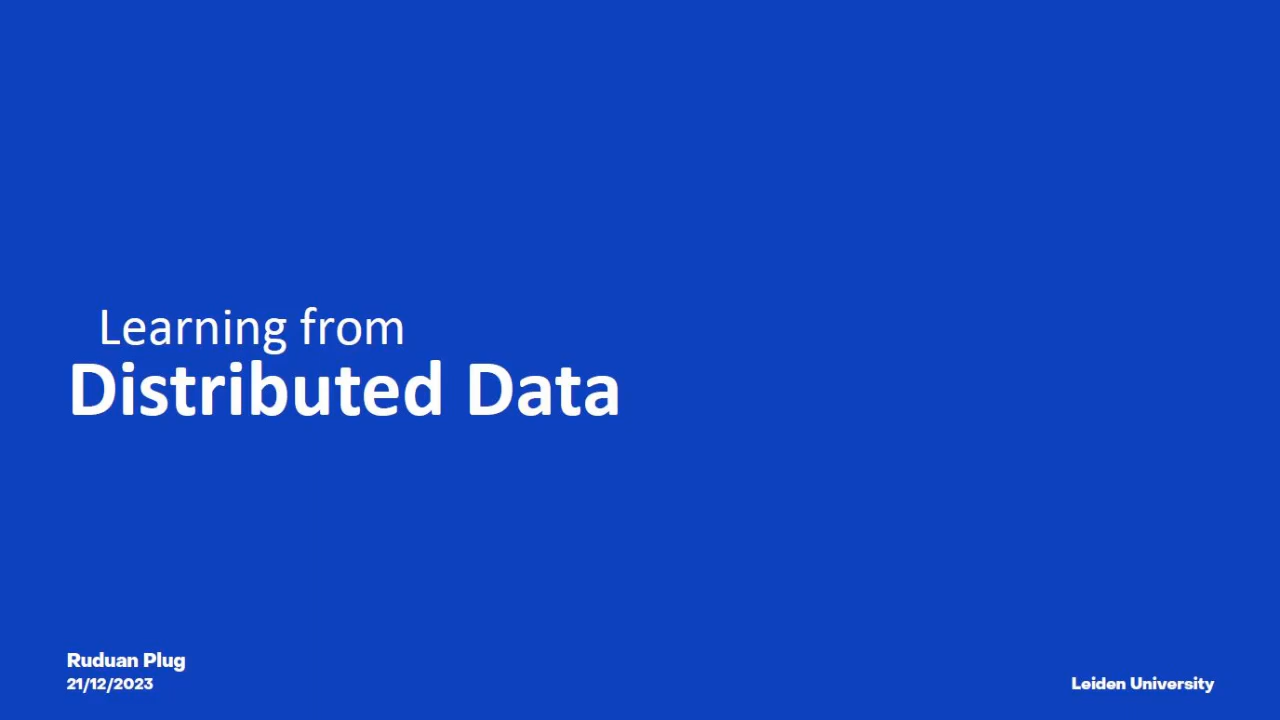 Learning from
Distributed Data
Ruduan Plug
21/12/2023
Leiden University